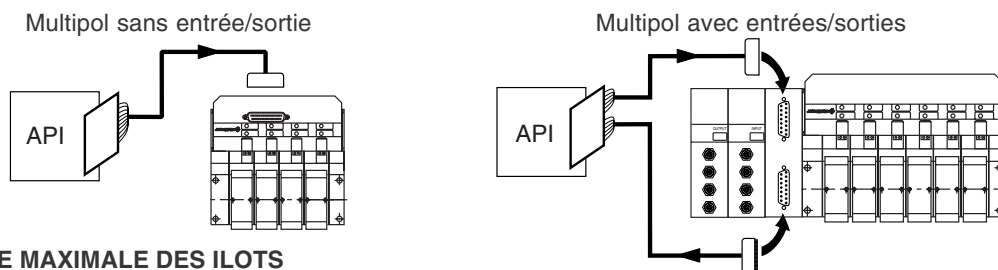 Multipol sans entrée/sortie
Multipol avec entrées/sorties
API
API
OUTPUT
INPUT
E MAXIMALE DES ILOTS